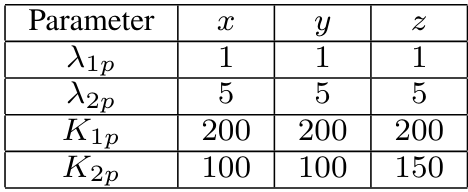 Parameter x y z
λ1p 1 1 1
λ2p 5 5 5
K1p 200 200 200
K2p 100 100 150